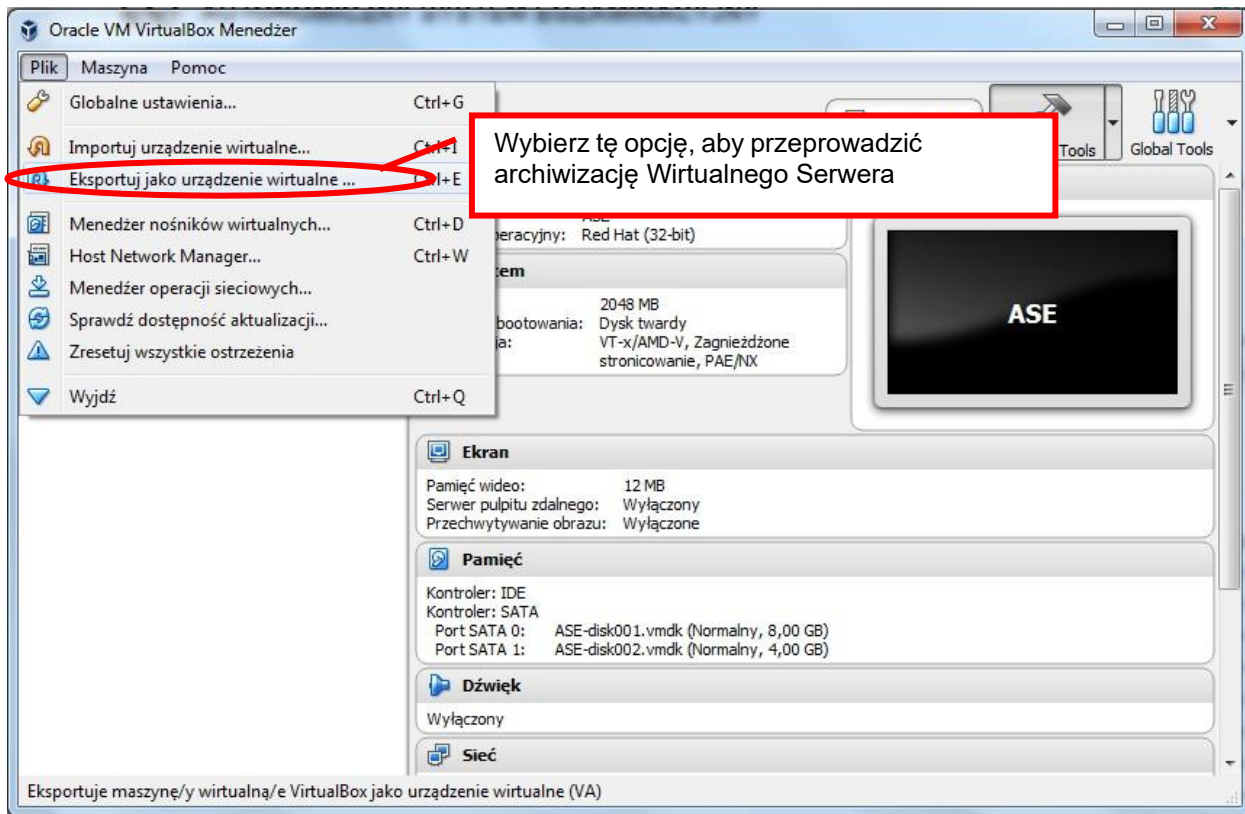 Oracle VM VirtualBox Menedżer
Plik Maszyna Pomoc
Globalne ustawienia... Ctrl+G
Importuj urządzenie wirtualne... Ctrl+I
Eksportuj jako urządzenie wirtualne ... Ctrl+E
Menedżer nośników wirtualnych... Ctrl+D
Host Network Manager... Ctrl+W
Menedżer operacji sieciowych...
Sprawdź dostępność aktualizacji...
Zresetuj wszystkie ostrzeżenia
Wyjdź Ctrl+Q
Wybierz tę opcję, aby przeprowadzić
archiwizację Wirtualnego Serwera
Tools
Global Tools
ASE
eracyjny: Red Hat (32-bit)
tem
2048 MB
bootowania: Dysk twardy
ja: VT-x/AMD-V, Zagnieżdżone
stronicowanie, PAE/NX
ASE
Ekran
Pamięć wideo: 12 MB
Serwer pulpitu zdalnego: Wyłączony
Przechwytywanie obrazu: Wyłączone
Pamięć
Kontroler: IDE
Kontroler: SATA
Port SATA 0: ASE-disk001.vmdk (Normalny, 8,00 GB)
Port SATA 1: ASE-disk002.vmdk (Normalny, 4,00 GB)
Dźwięk
Wyłączony
Sieć
Eksportuje maszynę/y wirtualną/e VirtualBox jako urządzenie wirtualne (VA)